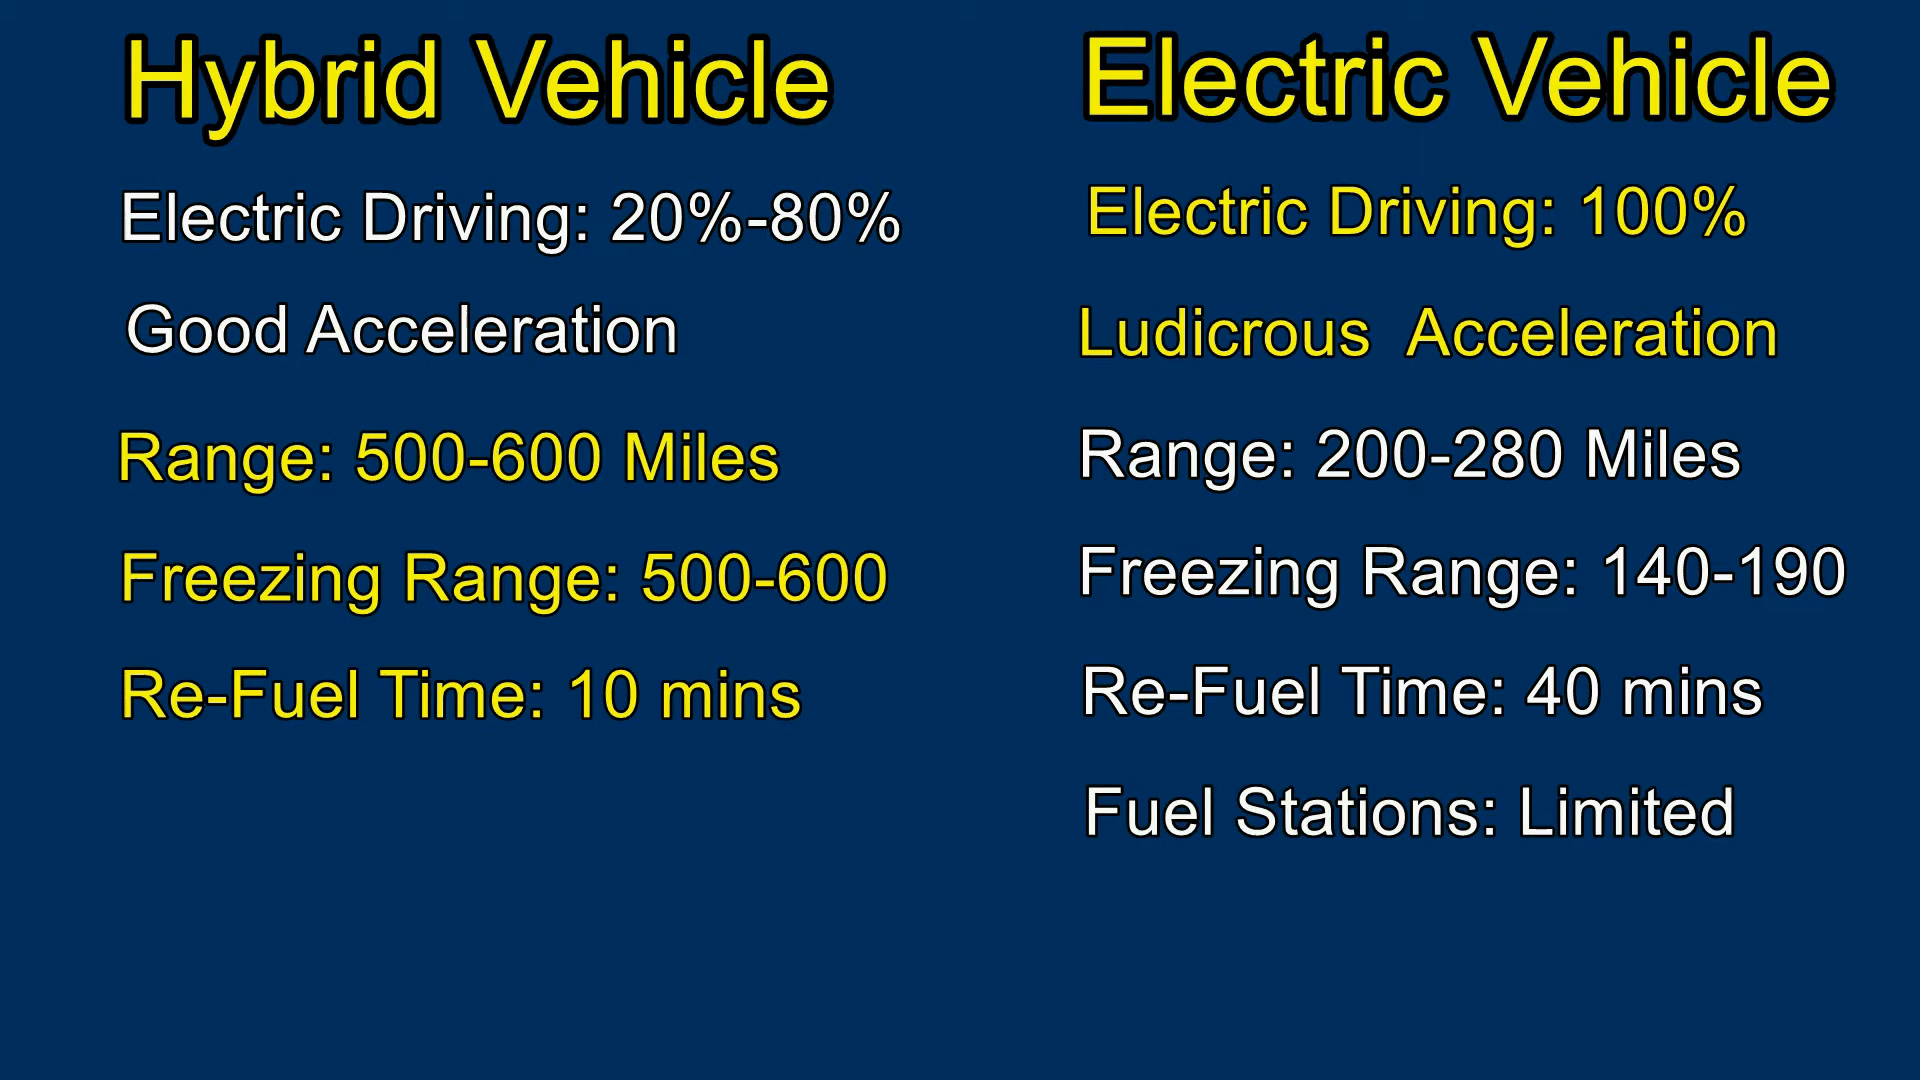 Hybrid Vehicle
Electric Driving: 20%-80%
Good Acceleration
Range: 500-600 Miles
Freezing Range: 500-600
Re-Fuel Time: 10 mins
Electric Vehicle
Electric Driving: 100%
Ludicrous Acceleration
Range: 200-280 Miles
Freezing Range: 140-190
Re-Fuel Time: 40 mins
Fuel Stations: Limited